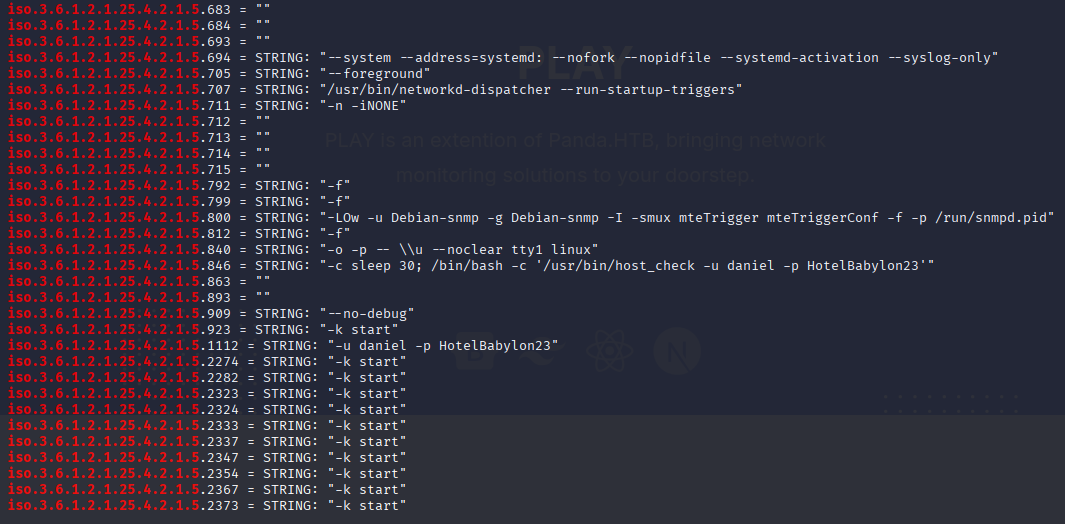 iso.3.6.1.2.1.25.4.2.1.5.683 = ""
iso.3.6.1.2.1.25.4.2.1.5.684 = ""
iso.3.6.1.2.1.25.4.2.1.5.693 = ""
iso.3.6.1.2.1.25.4.2.1.5.694 = STRING: "--system --address=systemd: --nofork --nopidfile --systemd-activation --syslog-only"
PLAY
iso.3.6.1.2.1.25.4.2.1.5.705 = STRING: "--foreground"
iso.3.6.1.2.1.25.4.2.1.5.707 = STRING: "/usr/bin/networkd-dispatcher --run-startup-triggers"
iso.3.6.1.2.1.25.4.2.1.5.711 = STRING: "-n -iNONE"
iso.3.6.1.2.1.25.4.2.1.5.712 = ""
iso.3.6.1.2.1.25.4.2.1.5.713 = ""
PLAY is an extention of Panda.HTB, bringing network
iso.3.6.1.2.1.25.4.2.1.5.714 = ""
iso.3.6.1.2.1.25.4.2.1.5.715 = ""
monitoring solutions to your doorstep.
iso.3.6.1.2.1.25.4.2.1.5.792 = STRING: "-f"
iso.3.6.1.2.1.25.4.2.1.5.799 = STRING: "-f"
iso.3.6.1.2.1.25.4.2.1.5.800 = STRING: "-LOw -u Debian-snmp -g Debian-snmp -I -smux mteTrigger mteTriggerConf -f -p /run/snmpd.pid"
iso.3.6.1.2.1.25.4.2.1.5.812 = STRING: "-f"
iso.3.6.1.2.1.25.4.2.1.5.840 = STRING: "-o -p -- \\u --noclear tty1 linux"
iso.3.6.1.2.1.25.4.2.1.5.846 = STRING: "-c sleep 30; /bin/bash -c '/usr/bin/host_check -u daniel -p HotelBabylon23'"
iso.3.6.1.2.1.25.4.2.1.5.863 = ""
iso.3.6.1.2.1.25.4.2.1.5.893 = ""
iso.3.6.1.2.1.25.4.2.1.5.909 = STRING: "--no-debug"
iso.3.6.1.2.1.25.4.2.1.5.923 = STRING: "-k start"
iso.3.6.1.2.1.25.4.2.1.5.1112 = STRING: "-u daniel -p HotelBabylon23"
iso.3.6.1.2.1.25.4.2.1.5.2274 = STRING: "-k start"
iso.3.6.1.2.1.25.4.2.1.5.2282 = STRING: "-k start"
iso.3.6.1.2.1.25.4.2.1.5.2323 = STRING: "-k start"
iso.3.6.1.2.1.25.4.2.1.5.2324 = STRING: "-k start"
iso.3.6.1.2.1.25.4.2.1.5.2333 = STRING: "-k start"
iso.3.6.1.2.1.25.4.2.1.5.2337 = STRING: "-k start"
iso.3.6.1.2.1.25.4.2.1.5.2347 = STRING: "-k start"
iso.3.6.1.2.1.25.4.2.1.5.2354 = STRING: "-k start"
iso.3.6.1.2.1.25.4.2.1.5.2367 = STRING: "-k start"
iso.3.6.1.2.1.25.4.2.1.5.2373 = STRING: "-k start"